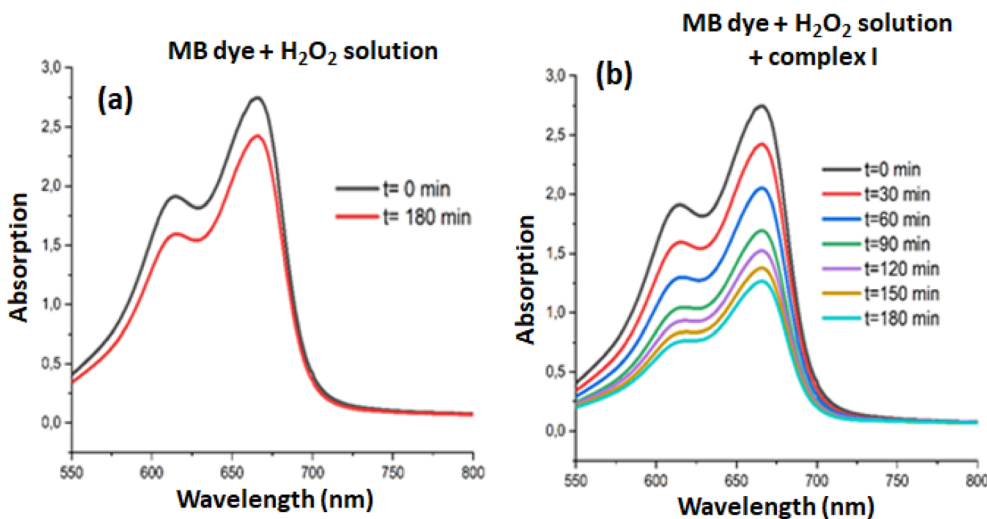 MB dye + H₂O₂ solution
(a)
3,0
2,5
2,0
1,5
1,0
0,5
0,0
Absorption
t= 0 min
t= 180 min
550
600
650
700
750
800
Wavelength (nm)
MB dye + H₂O₂ solution
+ complex I
(b)
3,0
2,5
2,0
1,5
1,0
0,5
0,0
Absorption
t=0 min
t=30 min
t=60 min
t=90 min
t=120 min
t=150 min
t=180 min
550
600
650
700
750
800
Wavelength (nm)